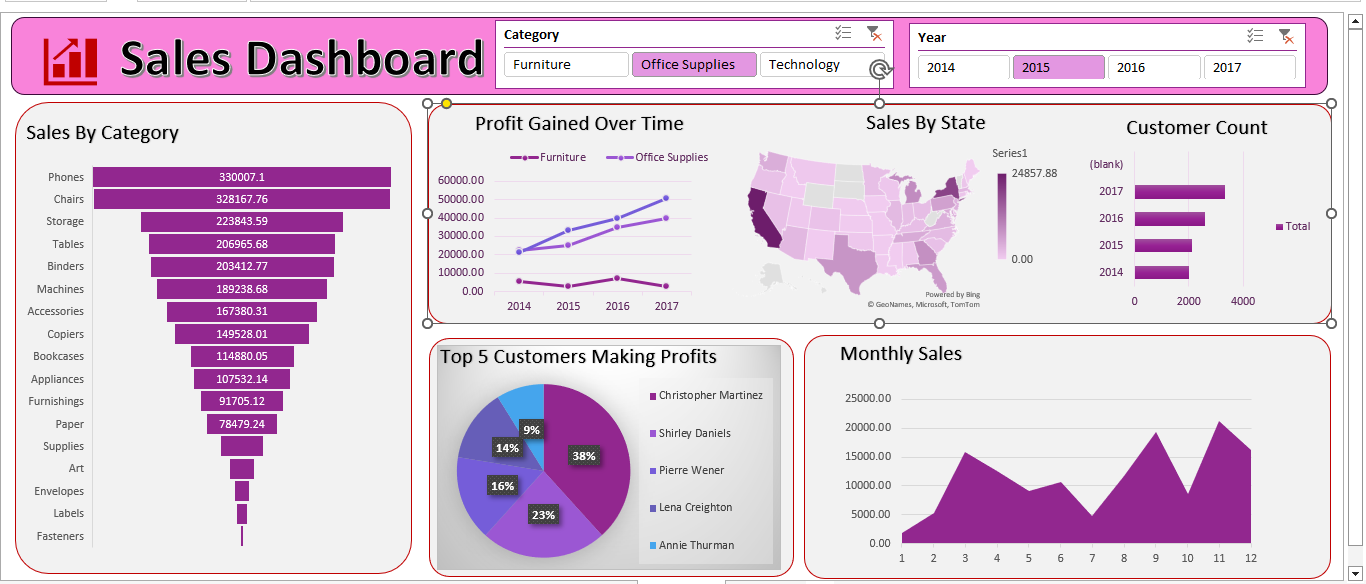 Sales Dashboard
Category
Furniture
Office Supplies
Technology
Year
2014
2015
2016
2017
Sales By Category
Phones 330007.1
Chairs 328167.76
Storage 223843.59
Tables 206965.68
Binders 203412.77
Machines 189238.68
Accessories 167380.31
Copiers 149528.01
Bookcases 114880.05
Appliances 107532.14
Furnishings 91705.12
Paper 78479.24
Supplies
Art
Envelopes
Labels
Fasteners
Profit Gained Over Time
Furniture
Office Supplies
60000.00
50000.00
40000.00
30000.00
20000.00
10000.00
0.00
2014 2015 2016 2017
Sales By State
Series1
24857.88
0.00
Powered by Bing
© GeoNames, Microsoft, TomTom
Customer Count
(blank)
2017
2016
2015
2014
0 2000 4000
Total
Top 5 Customers Making Profits
38%
23%
16%
14%
9%
Christopher Martinez
Shirley Daniels
Pierre Wener
Lena Creighton
Annie Thurman
Monthly Sales
25000.00
20000.00
15000.00
10000.00
5000.00
0.00
1 2 3 4 5 6 7 8 9 10 11 12